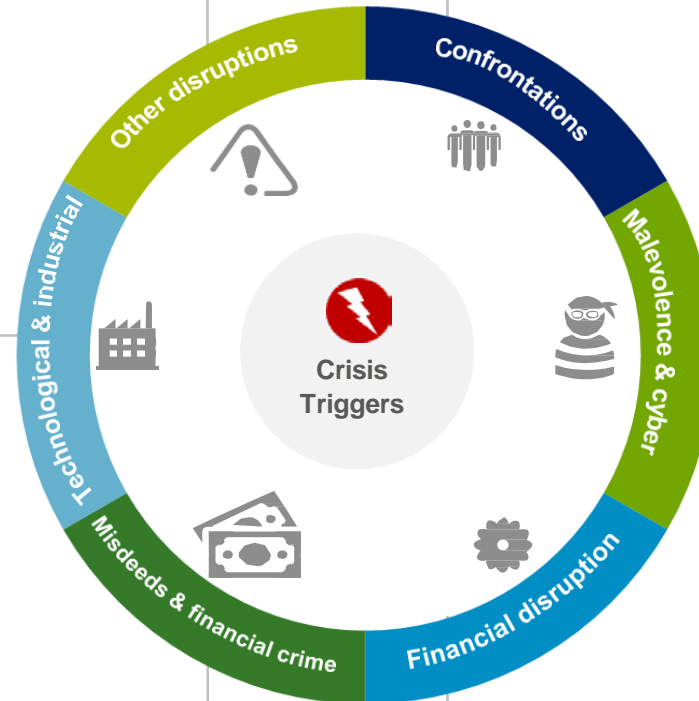 Other disruptions
Confrontations
Technological & industrial
Malevolence & cyber
Crisis
Triggers
Misdeeds & financial crime
Financial disruption